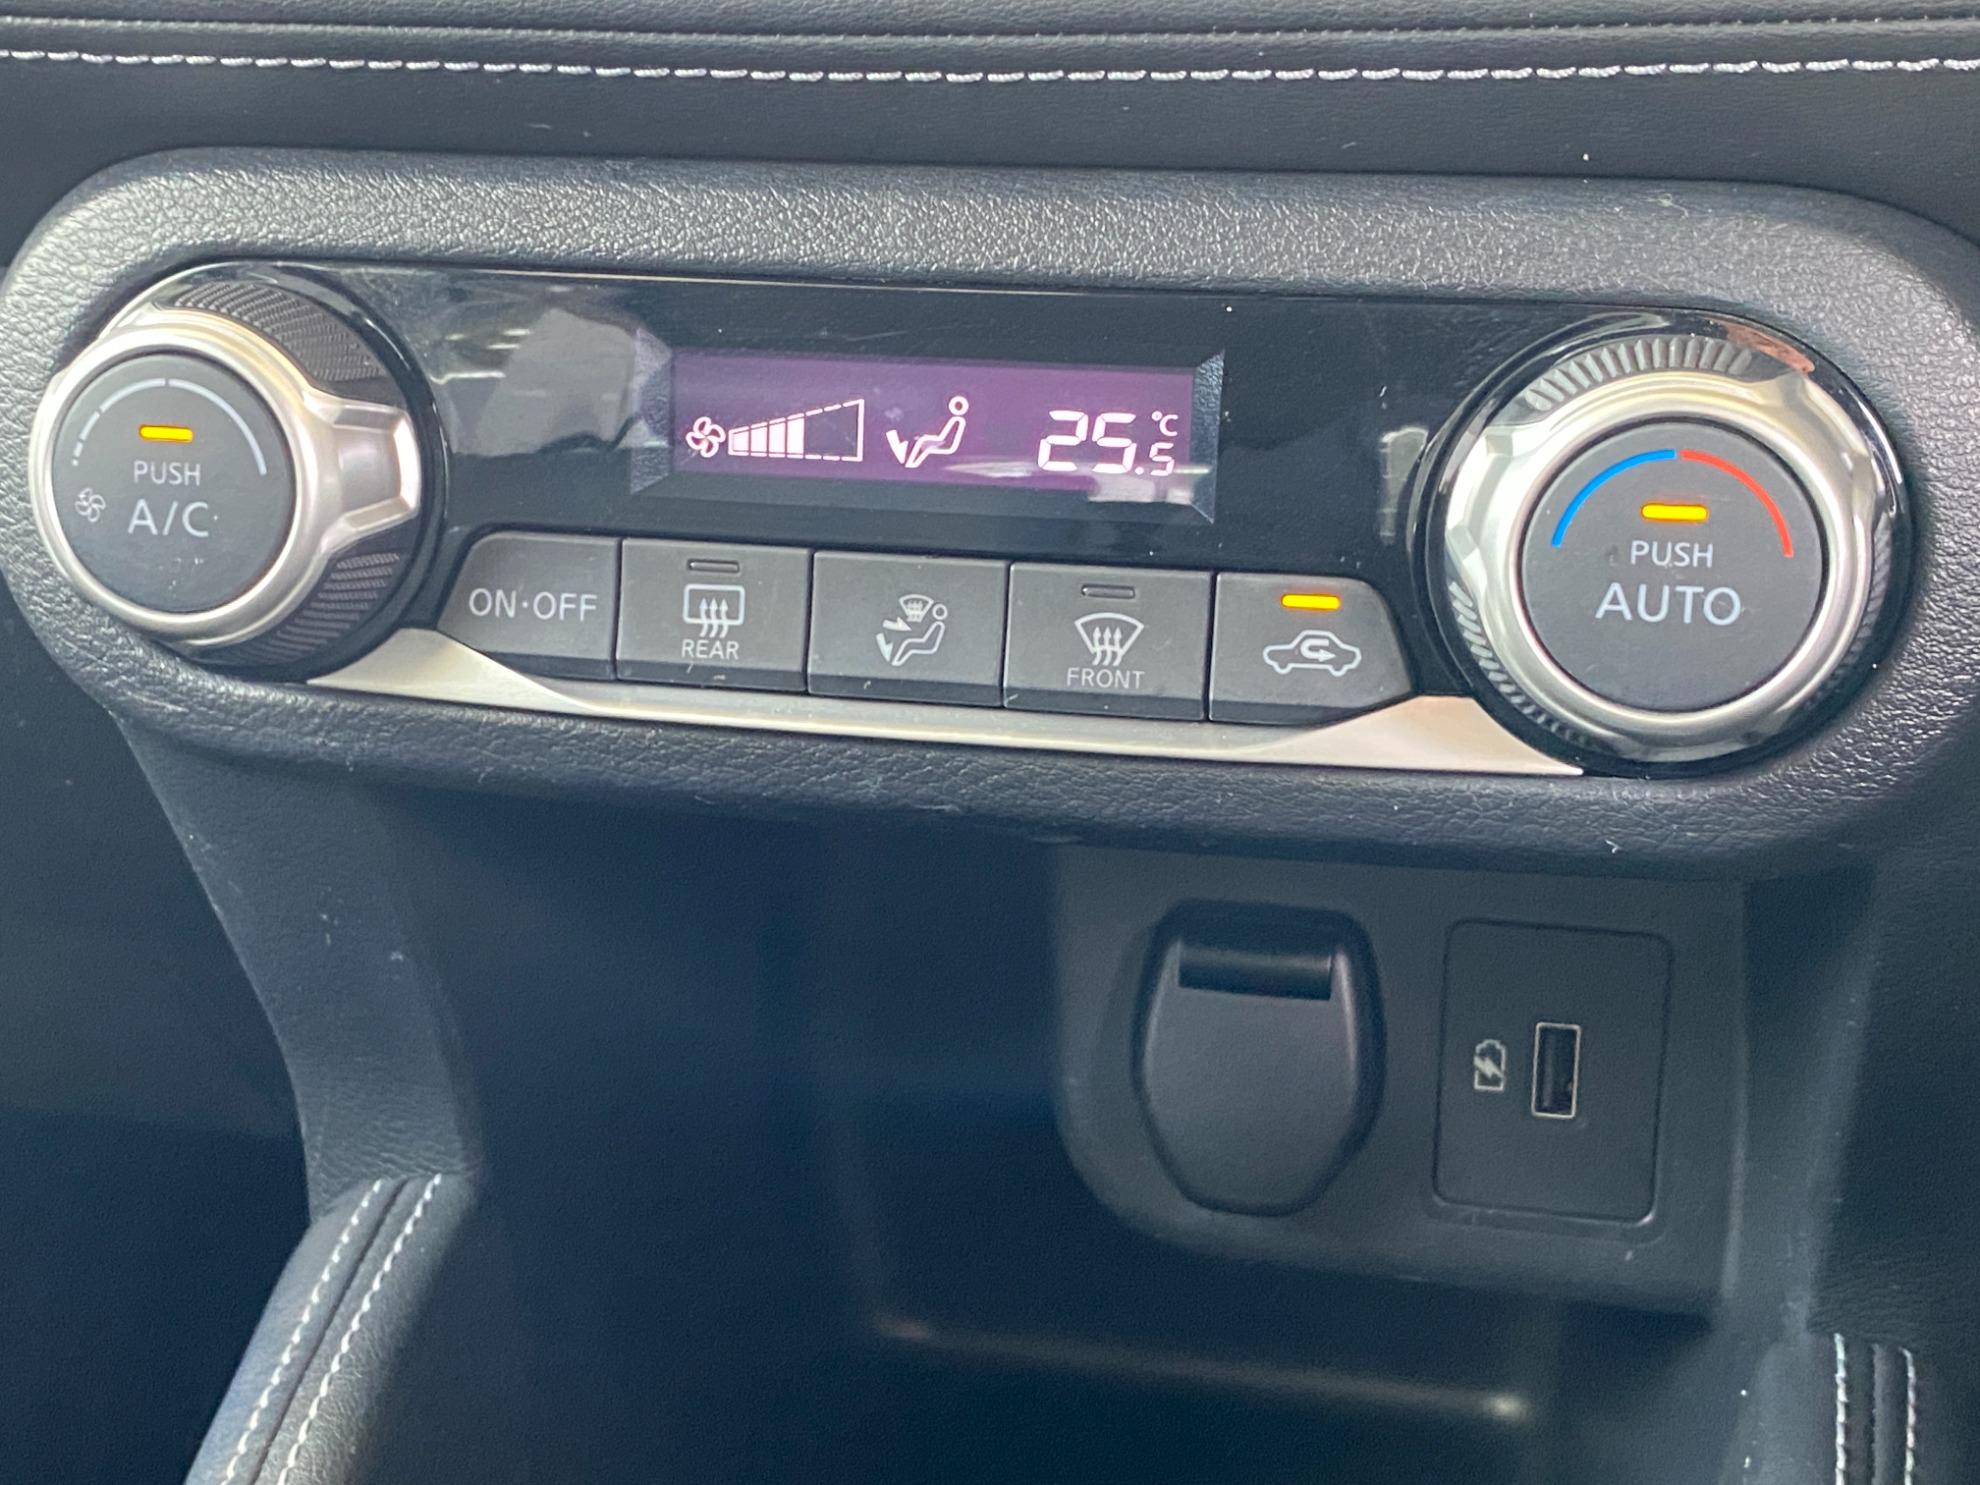 25.5 °C
PUSH
A/C
ON·OFF
REAR
FRONT
PUSH
AUTO